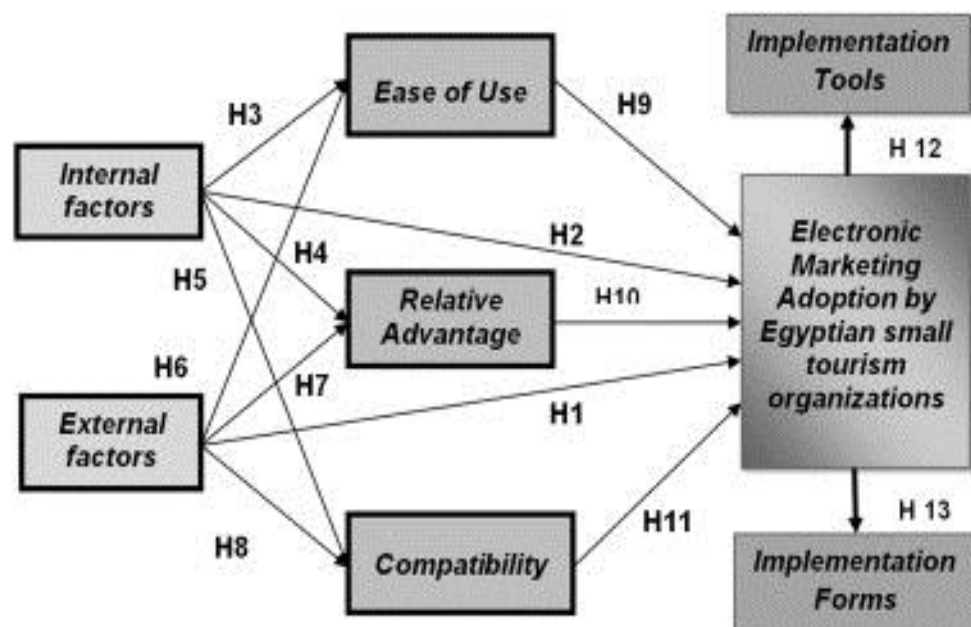 Implementation
Tools
Ease of Use
H3
H9
H 12
Internal
factors
Electronic
Marketing
Adoption by
Egyptian small
tourism
organizations
H2
H4
H5
Relative
Advantage
H10
H6
H7
H1
External
factors
H11
H 13
H8
Compatibility
Implementation
Forms